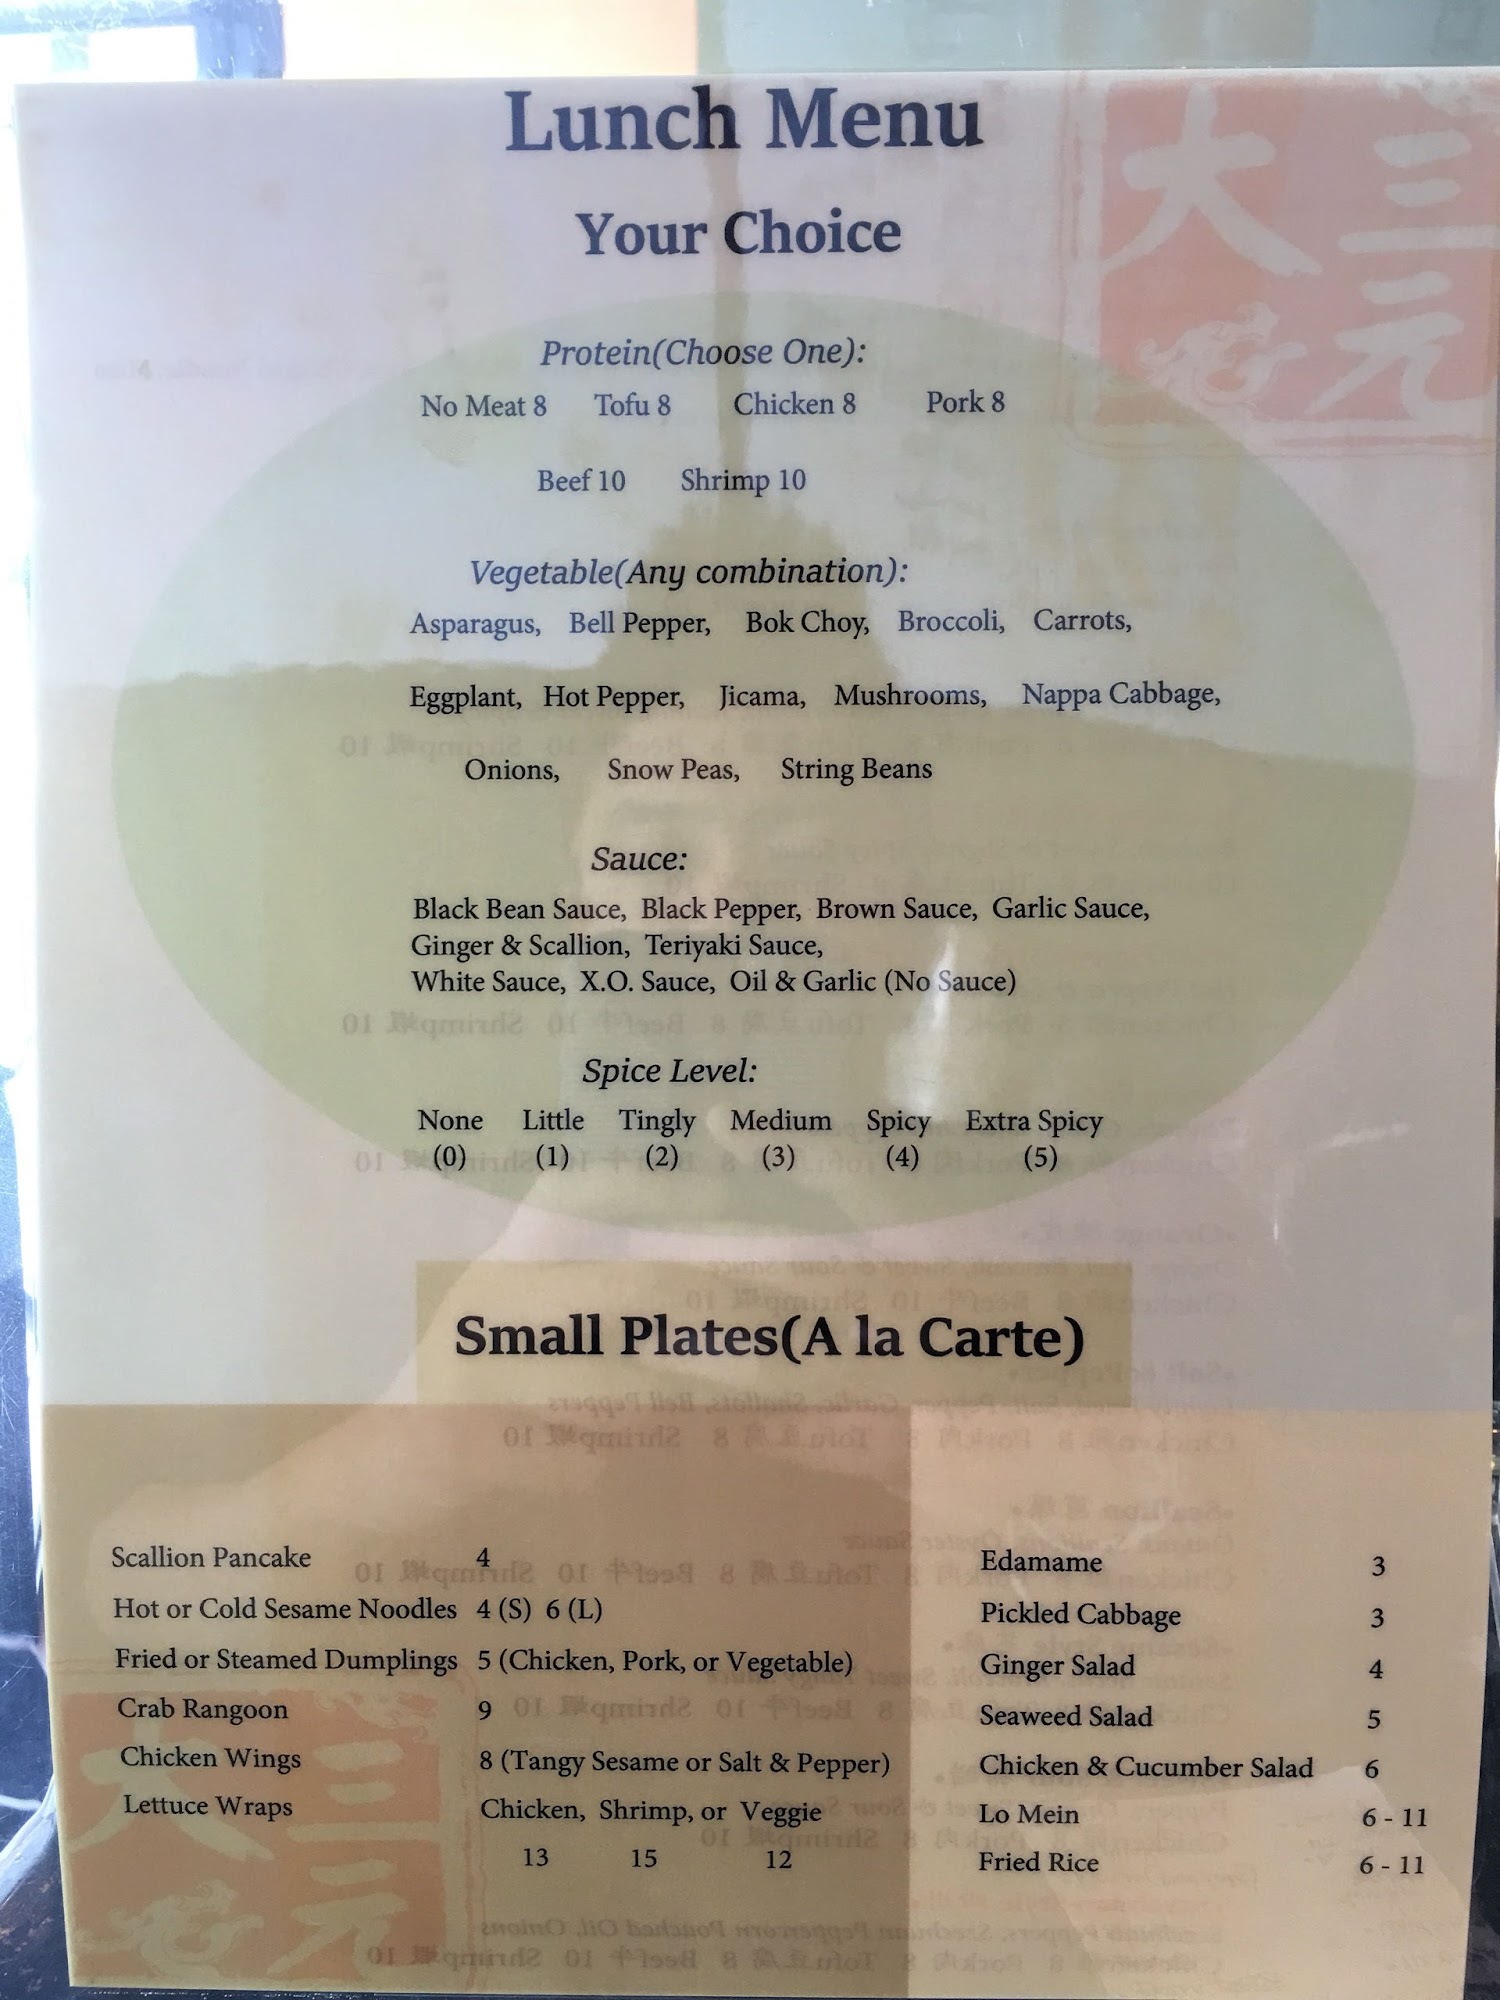 Lunch Menu
Your Choice
大三元
Protein(Choose One):
No Meat 8 Tofu 8 Chicken 8 Pork 8
Beef 10 Shrimp 10
Vegetable(Any combination):
Asparagus, Bell Pepper, Bok Choy, Broccoli, Carrots,
Eggplant, Hot Pepper, Jicama, Mushrooms, Nappa Cabbage,
Onions, Snow Peas, String Beans
Sauce:
Black Bean Sauce, Black Pepper, Brown Sauce, Garlic Sauce,
Ginger & Scallion, Teriyaki Sauce,
White Sauce, X.O. Sauce, Oil & Garlic (No Sauce)
Spice Level:
None Little Tingly Medium Spicy Extra Spicy
(0) (1) (2) (3) (4) (5)
Small Plates(A la Carte)
Scallion Pancake 4
Hot or Cold Sesame Noodles 4 (S) 6 (L)
Fried or Steamed Dumplings 5 (Chicken, Pork, or Vegetable)
Crab Rangoon 9
Chicken Wings 8 (Tangy Sesame or Salt & Pepper)
Lettuce Wraps Chicken, Shrimp, or Veggie
13 15 12
Edamame 3
Pickled Cabbage 3
Ginger Salad 4
Seaweed Salad 5
Chicken & Cucumber Salad 6
Lo Mein 6 - 11
Fried Rice 6 - 11
大三元